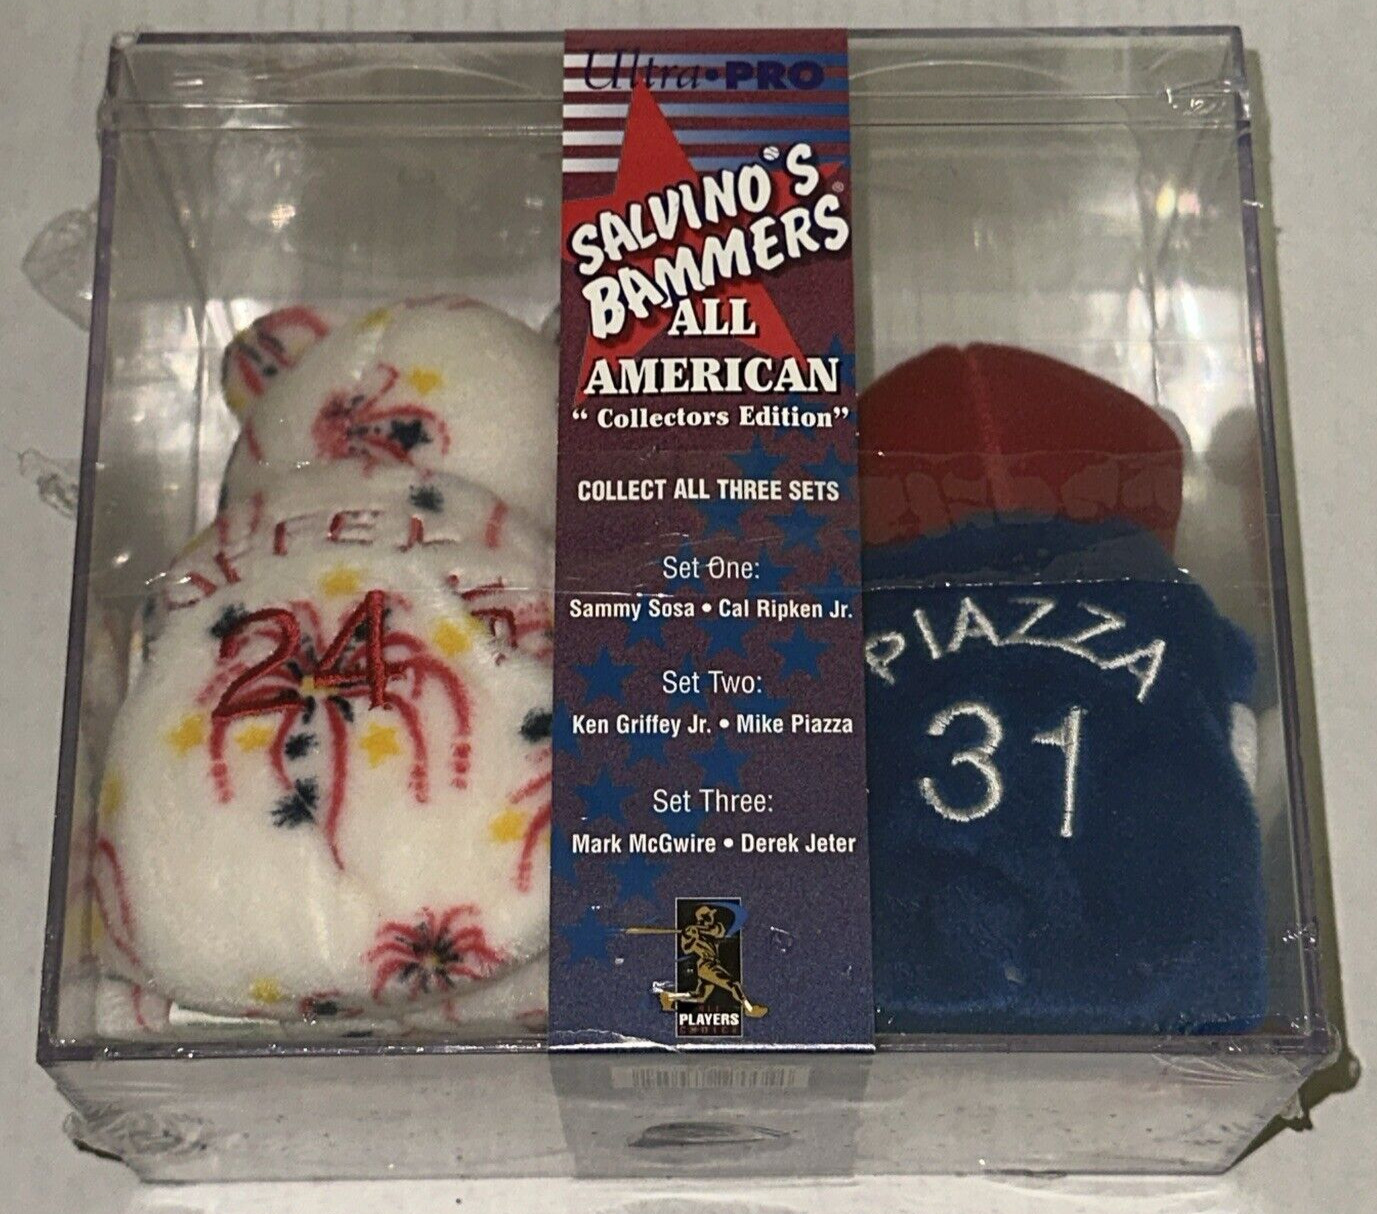 Ultra•PRO
SALVINO'S
BAMMERS®
ALL
AMERICAN
“ Collectors Edition”
COLLECT ALL THREE SETS
Set One:
Sammy Sosa • Cal Ripken Jr.
Set Two:
Ken Griffey Jr. • Mike Piazza
Set Three:
Mark McGwire • Derek Jeter
PLAYERS
CHOICE
24
PIAZZA
31